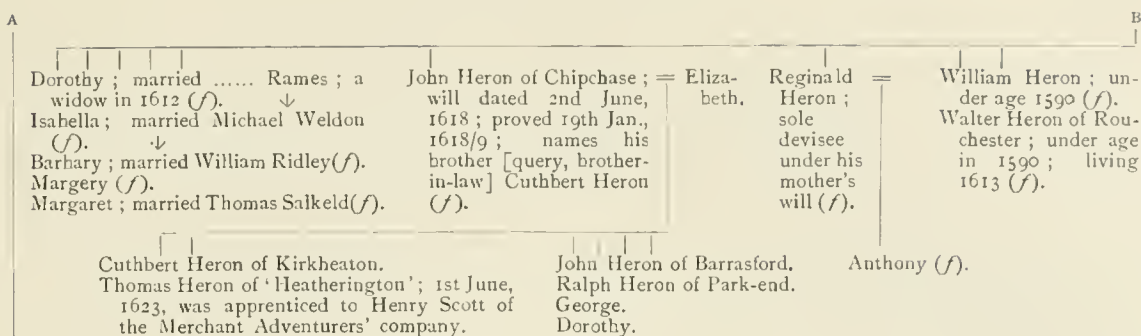 A
B
Dorothy ; married ...... Rames ; a
widow in 1612 (f). ↓
Isabella ; married Michael Weldon
(f). ↓
Barbary ; married William Ridley (f).
Margery (f).
Margaret ; married Thomas Salkeld (f).
John Heron of Chipchase ; =
will dated 2nd June,
1618 ; proved 19th Jan.,
1618/9 ; names his
brother [query, brother-
in-law] Cuthbert Heron
(f).
Eliza-
beth.
Reginald =
Heron ;
sole
devisee
under his
mother's
will (f).
William Heron ; un-
der age 1590 (f).
Walter Heron of Rou-
chester ; under age
in 1590 ; living
1613 (f).
Cuthbert Heron of Kirkheaton.
Thomas Heron of ‘ Heatherington ’ ; 1st June,
1623, was apprenticed to Henry Scott of
the Merchant Adventurers’ company.
John Heron of Barrasford.
Ralph Heron of Park-end.
George.
Dorothy.
Anthony (f).